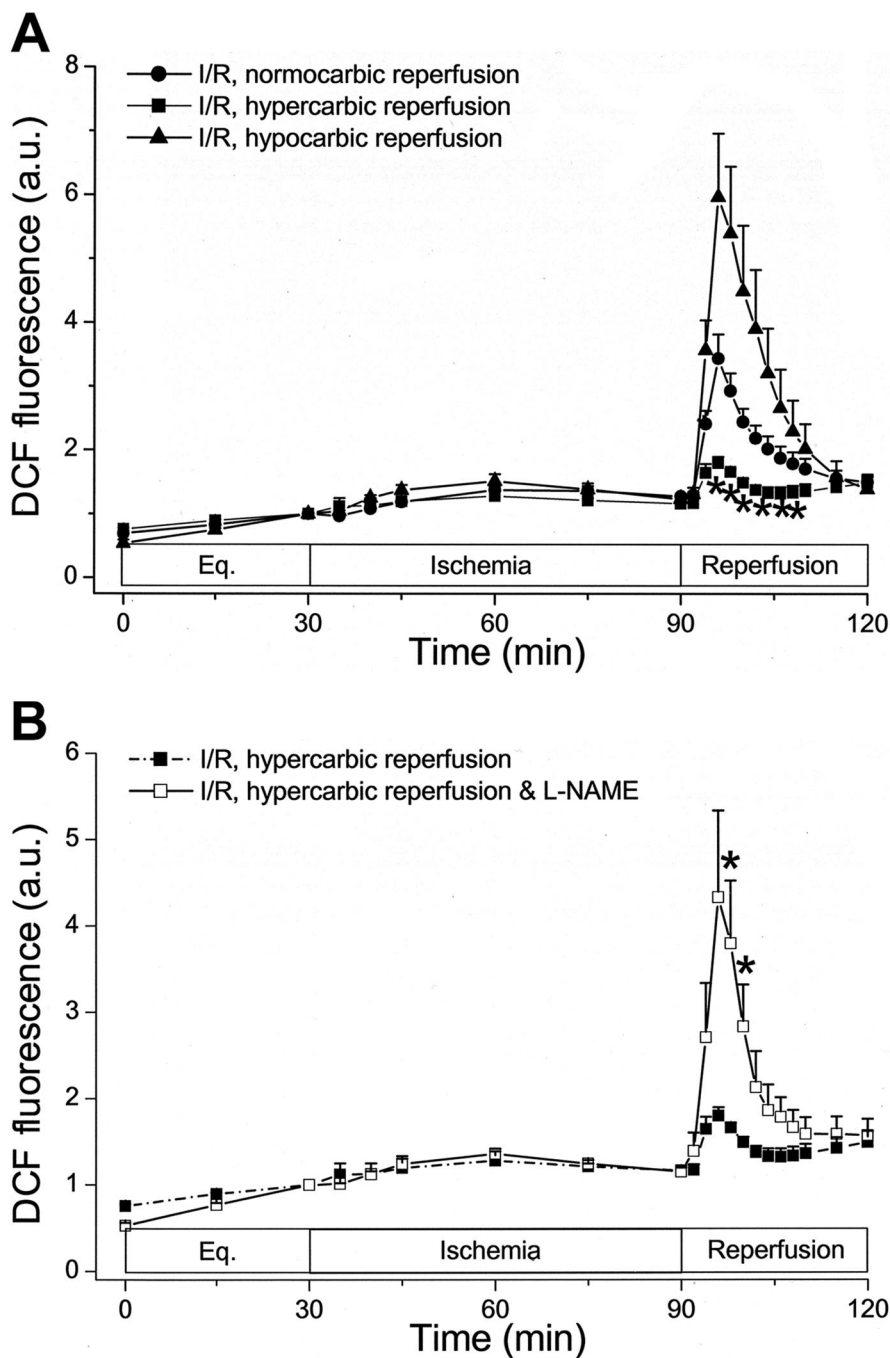 A
8
I/R, normocarbic reperfusion
I/R, hypercarbic reperfusion
I/R, hypocarbic reperfusion
6
4
2
0
DCF fluorescence (a.u.)
* * * * * *
Eq. Ischemia Reperfusion
0 30 60 90 120
Time (min)
B
6
I/R, hypercarbic reperfusion
I/R, hypercarbic reperfusion & L-NAME
5
4
3
2
1
0
DCF fluorescence (a.u.)
*
*
Eq. Ischemia Reperfusion
0 30 60 90 120
Time (min)